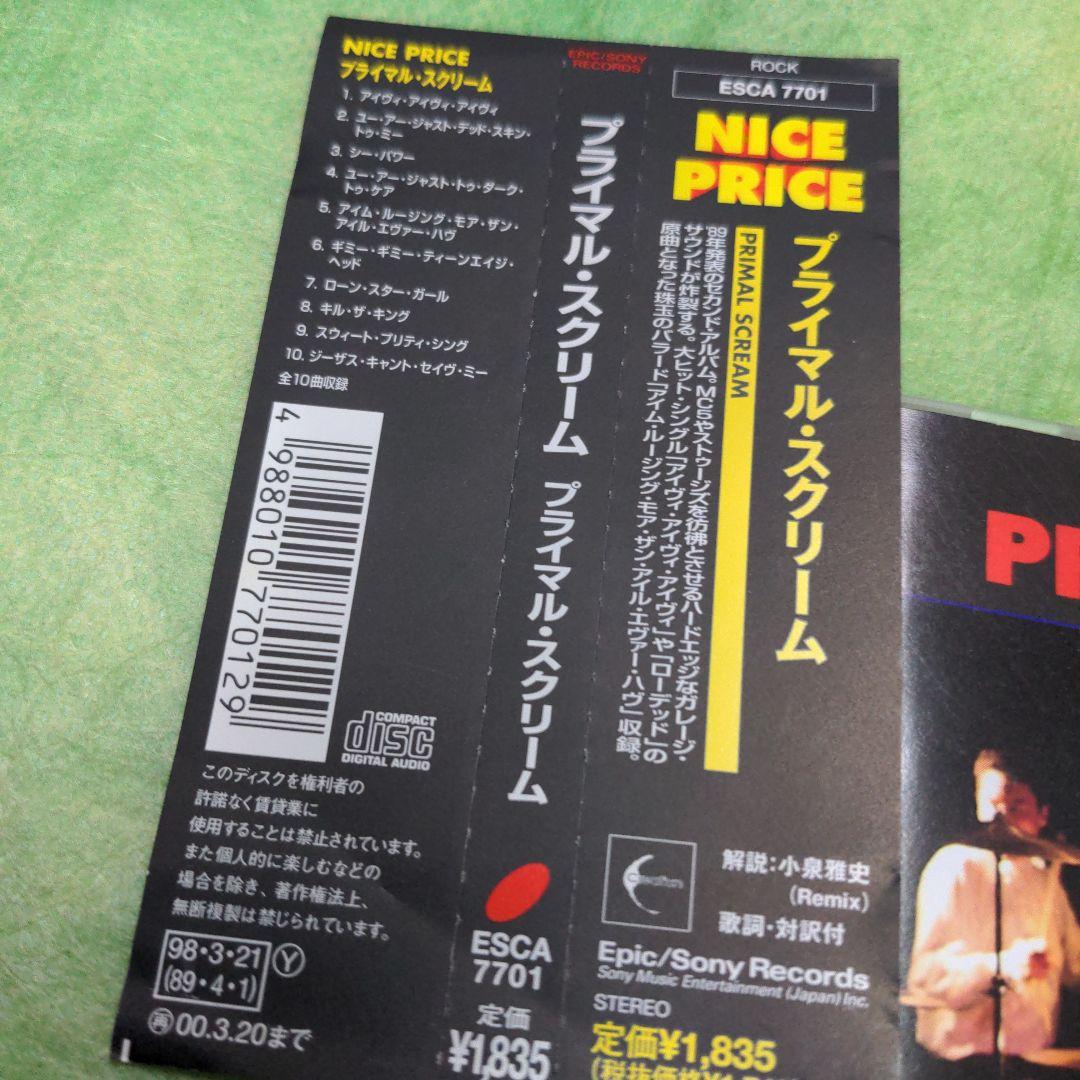 NICE PRICE
プライマル・スクリーム
1. アイヴィ・アイヴィ・アイヴィ
2. ユー・アー・ジャスト・デッド・スキン・
トゥ・ミー
3. シー・パワー
4. ユー・アー・ジャスト・トゥ・ダーク・
トゥ・ケア
5. アイム・ルージング・モア・ザン・
アイル・エヴァー・ハヴ
6. ギミー・ギミー・ティーンエイジ・
ヘッド
7. ローン・スター・ガール
8. キル・ザ・キング
9. スウィート・プリティ・シング
10. ジーザス・キャント・セイヴ・ミー
全10曲収録
4 988010 770129
COMPACT
disc
DIGITAL AUDIO
このディスクを権利者の
許諾なく賃貸業に
使用することは禁止されています。
また個人的に楽しむなどの
場合を除き、著作権法上、
無断複製は禁じられています。
98・3・21 Y
(89・4・1)
再 00.3.20まで
EPIC/SONY
RECORDS
プライマル・スクリーム プライマル・スクリーム
ESCA
7701
定価
¥1,835
ROCK
ESCA 7701
NICE
PRICE
プライマル・スクリーム
PRIMAL SCREAM
'89年発表のセカンド・アルバム。MC5やストゥージズを彷彿とさせるハードエッジなガレージ・
サウンドが炸裂する。大ヒット・シングル「アイヴィ・アイヴィ・アイヴィ」や「ローデッド」の
原曲となった珠玉のバラード「アイム・ルージング・モア・ザン・アイル・エヴァー・ハヴ」収録。
解説：小泉雅史
(Remix)
歌詞・対訳付
Epic/Sony Records
Sony Music Entertainment (Japan) Inc.
STEREO
定価¥1,835